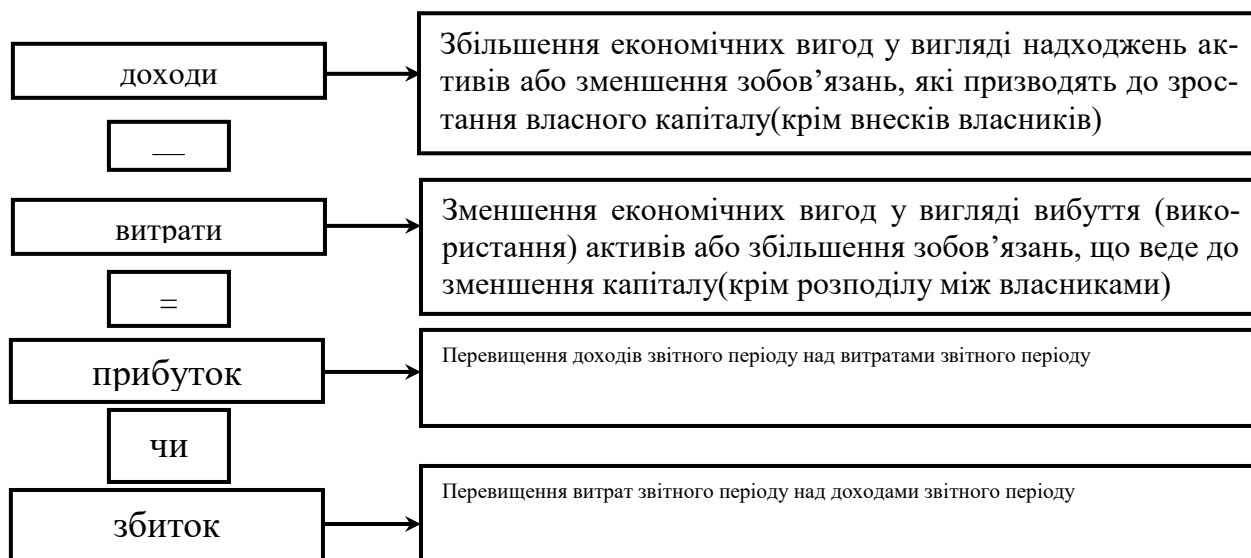 доходи
Збільшення економічних вигод у вигляді надходжень ак-
тивів або зменшення зобов’язань, які призводять до зрос-
тання власного капіталу(крім внесків власників)
—
витрати
Зменшення економічних вигод у вигляді вибуття (вико-
ристання) активів або збільшення зобов’язань, що веде до
зменшення капіталу(крім розподілу між власниками)
=
прибуток
Перевищення доходів звітного періоду над витратами звітного періоду
чи
збиток
Перевищення витрат звітного періоду над доходами звітного періоду